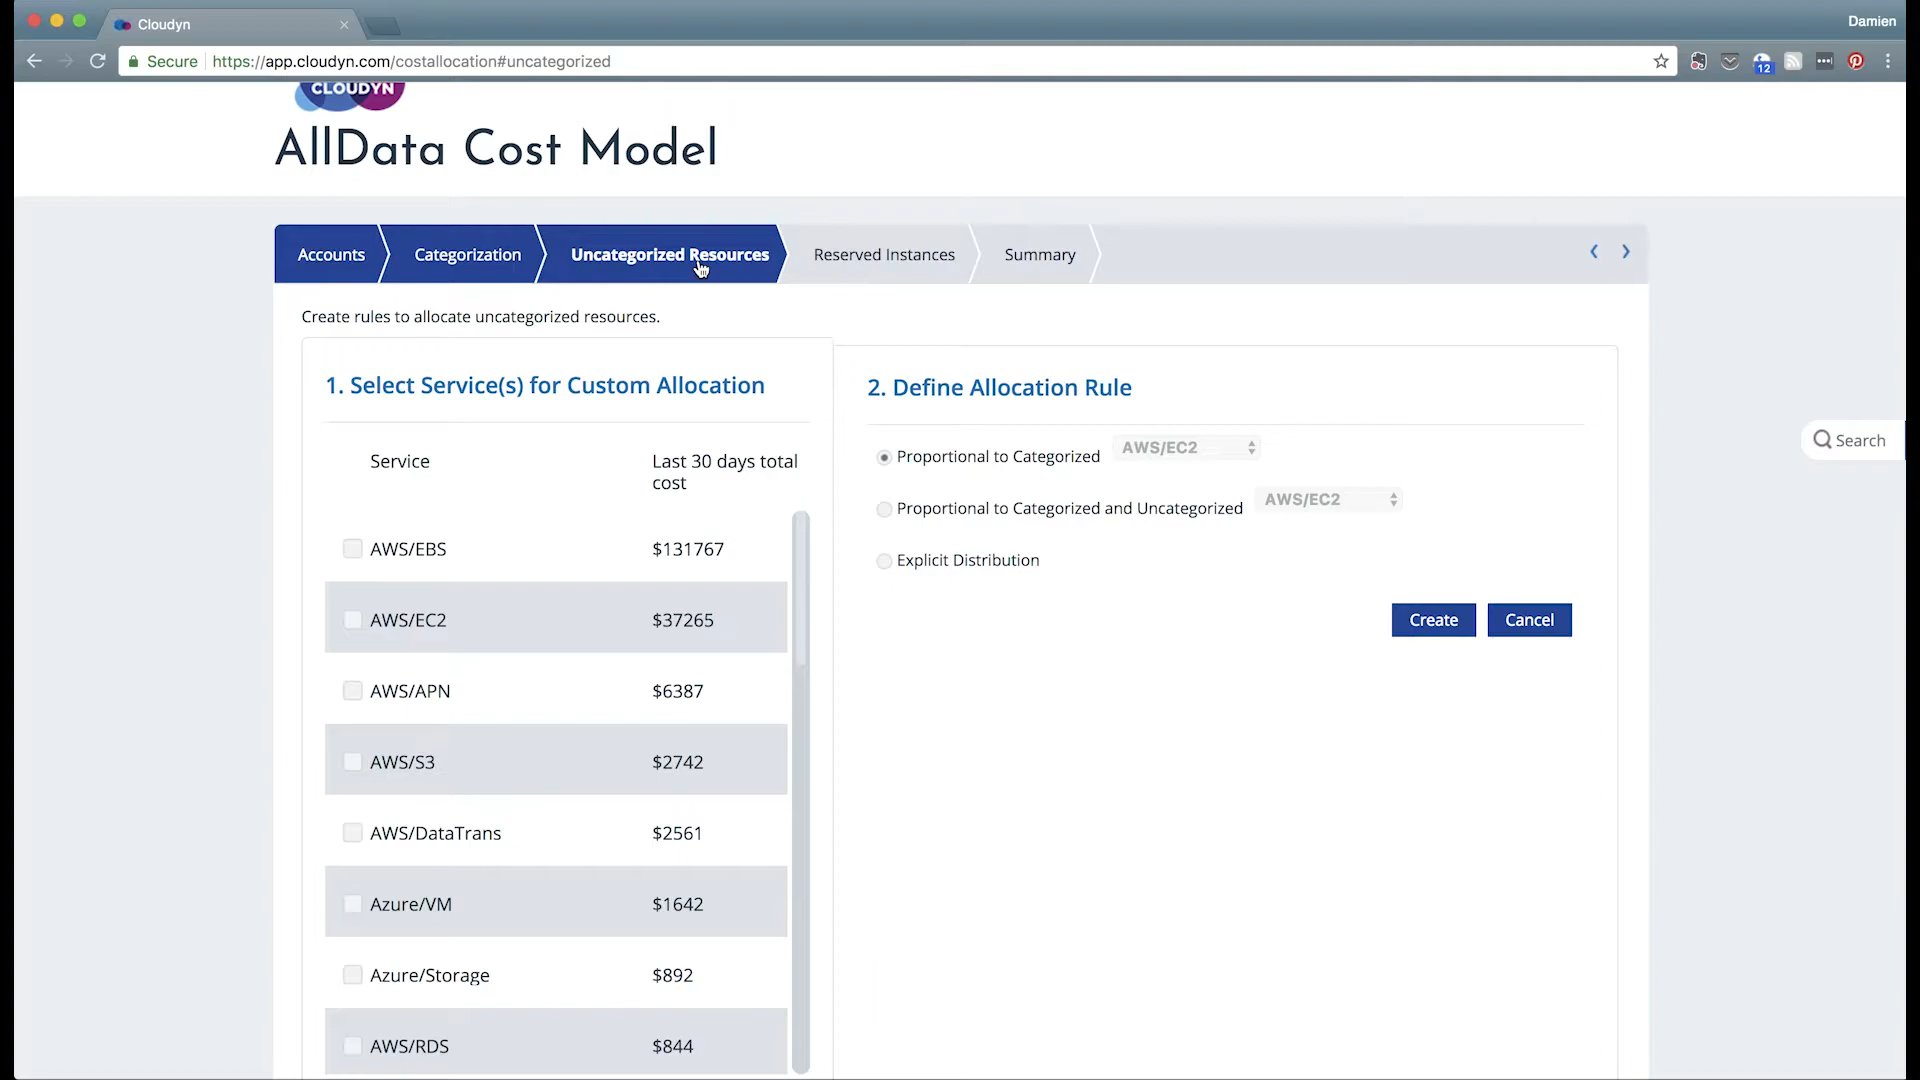 Cloudyn
Damien
Secure https://app.cloudyn.com/costallocation#uncategorized
12
CLOUDYN
AllData Cost Model
Accounts Categorization Uncategorized Resources Reserved Instances Summary
Create rules to allocate uncategorized resources.
1. Select Service(s) for Custom Allocation
Service Last 30 days total cost
AWS/EBS $131767
AWS/EC2 $37265
AWS/APN $6387
AWS/S3 $2742
AWS/DataTrans $2561
Azure/VM $1642
Azure/Storage $892
AWS/RDS $844
2. Define Allocation Rule
Proportional to Categorized AWS/EC2
Proportional to Categorized and Uncategorized AWS/EC2
Explicit Distribution
Create Cancel
Search